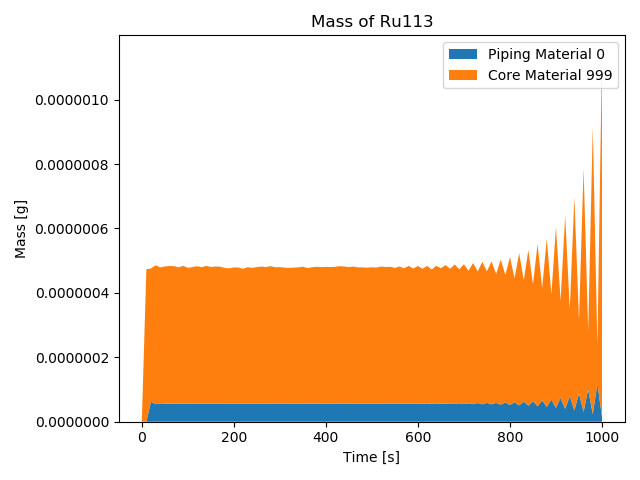 Mass of Ru113
Piping Material 0
Core Material 999
Mass [g]
0.0000010
0.0000008
0.0000006
0.0000004
0.0000002
0.0000000
0
200
400
600
800
1000
Time [s]